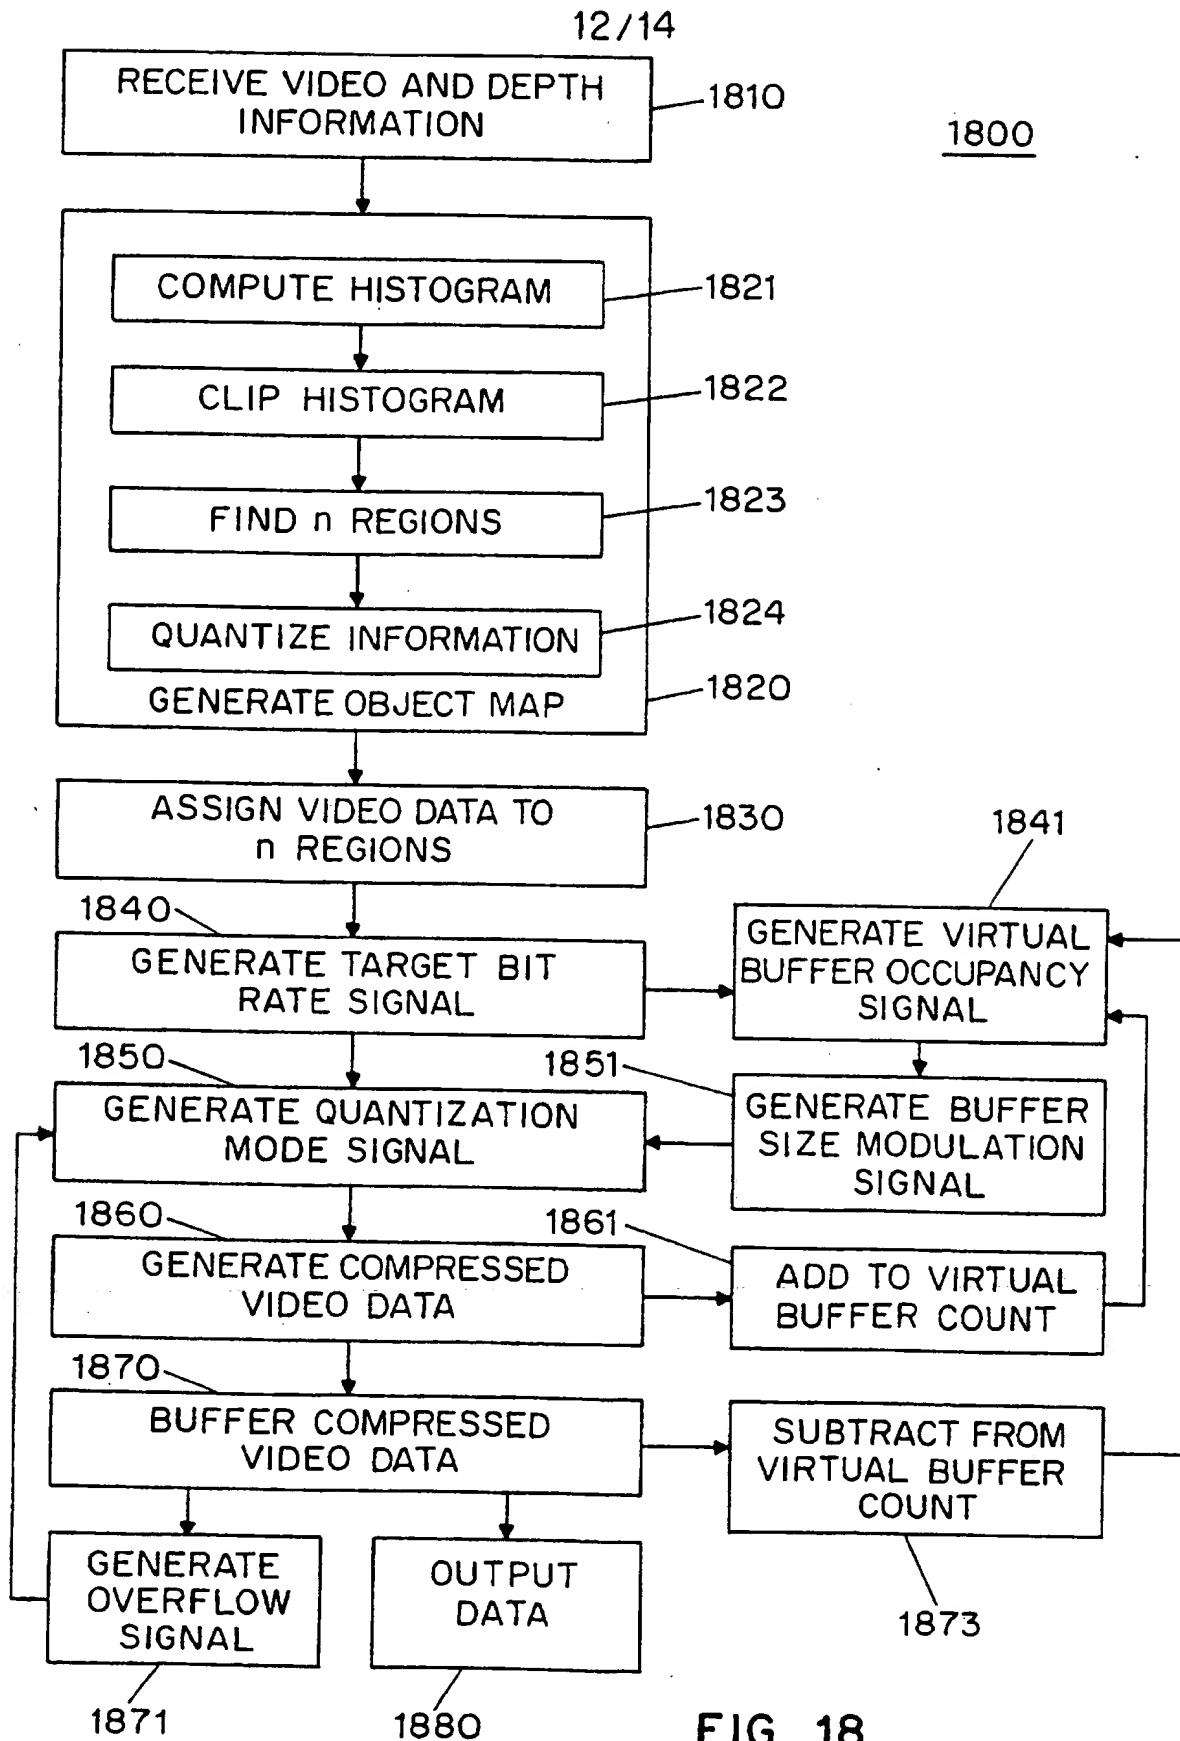 12/14
RECEIVE VIDEO AND DEPTH
INFORMATION
1810
1800
COMPUTE HISTOGRAM
1821
CLIP HISTOGRAM
1822
FIND n REGIONS
1823
QUANTIZE INFORMATION
1824
GENERATE OBJECT MAP
1820
ASSIGN VIDEO DATA TO
n REGIONS
1830
1841
1840
GENERATE TARGET BIT
RATE SIGNAL
GENERATE VIRTUAL
BUFFER OCCUPANCY
SIGNAL
1850
GENERATE QUANTIZATION
MODE SIGNAL
1851
GENERATE BUFFER
SIZE MODULATION
SIGNAL
1860
GENERATE COMPRESSED
VIDEO DATA
1861
ADD TO VIRTUAL
BUFFER COUNT
1870
BUFFER COMPRESSED
VIDEO DATA
SUBTRACT FROM
VIRTUAL BUFFER
COUNT
1873
GENERATE
OVERFLOW
SIGNAL
1871
OUTPUT
DATA
1880
FIG. 18